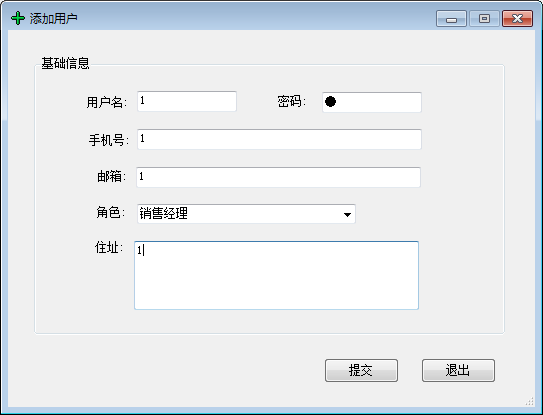 添加用户
基础信息
用户名: 1 密码: ●
手机号: 1
邮箱: 1
角色: 销售经理
住址: 1
提交 退出